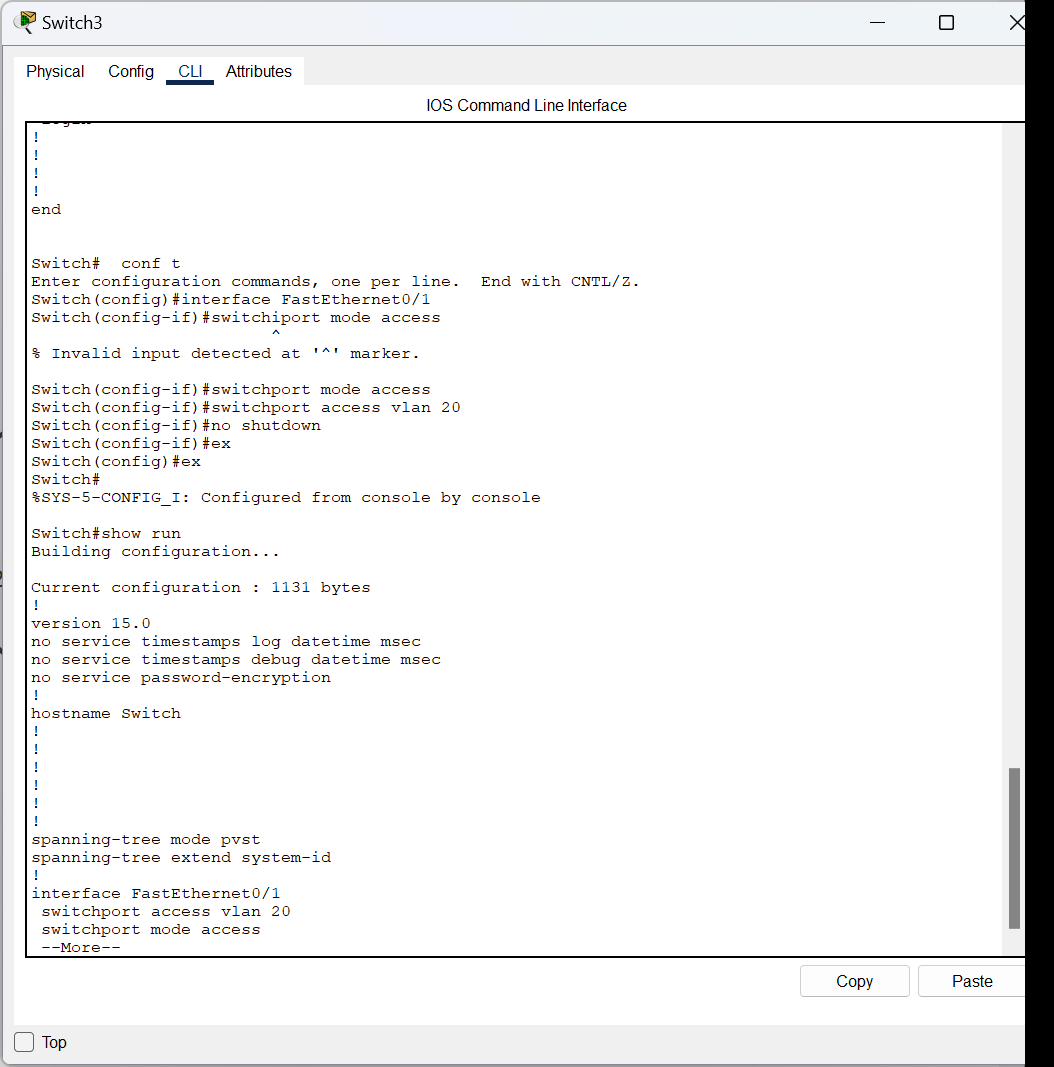 Switch3
Physical Config CLI Attributes
IOS Command Line Interface
!
!
!
!
end
Switch#  conf t
Enter configuration commands, one per line.  End with CNTL/Z.
Switch(config)#interface FastEthernet0/1
Switch(config-if)#switchiport mode access
^
% Invalid input detected at '^' marker.
Switch(config-if)#switchport mode access
Switch(config-if)#switchport access vlan 20
Switch(config-if)#no shutdown
Switch(config-if)#ex
Switch(config)#ex
Switch#
%SYS-5-CONFIG_I: Configured from console by console
Switch#show run
Building configuration...
Current configuration : 1131 bytes
!
version 15.0
no service timestamps log datetime msec
no service timestamps debug datetime msec
no service password-encryption
!
hostname Switch
!
!
!
!
!
!
spanning-tree mode pvst
spanning-tree extend system-id
!
interface FastEthernet0/1
 switchport access vlan 20
 switchport mode access
 --More--
Copy Paste
Top